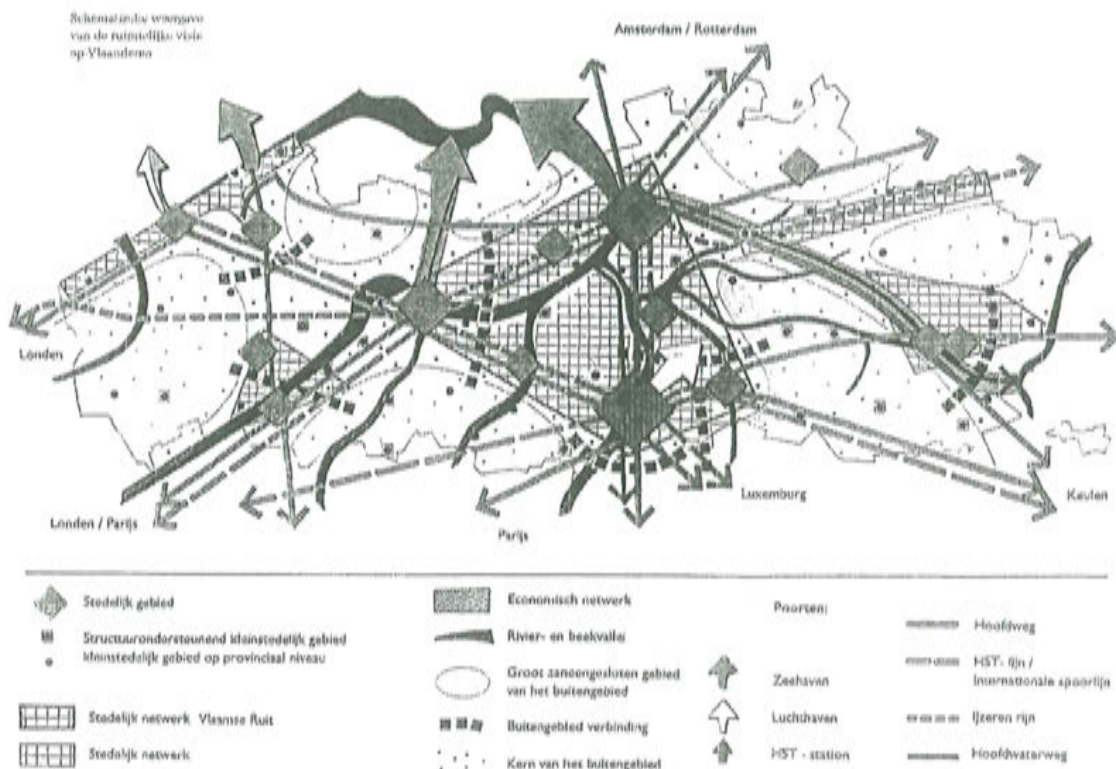 Schematische weergave
van de ruimtelijke visie
op Vlaanderen
Amsterdam / Rotterdam
Londen
Londen / Parijs
Parijs
Luxemburg
Keulen
Stedelijk gebied
Structuurondersteunend kleinstedelijk gebied
kleinstedelijk gebied op provinciaal niveau
Stedelijk netwerk Vlaamse Ruit
Stedelijk netwerk
Economisch netwerk
Rivier- en beekvallei
Groot aaneengesloten gebied
van het buitengebied
Buitengebied verbinding
Kern van het buitengebied
Poorten:
Zeehaven
Luchthaven
HST - station
Hoofdweg
HST- lijn /
Internationale spoorlijn
IJzeren rijn
Hoofdwaterweg